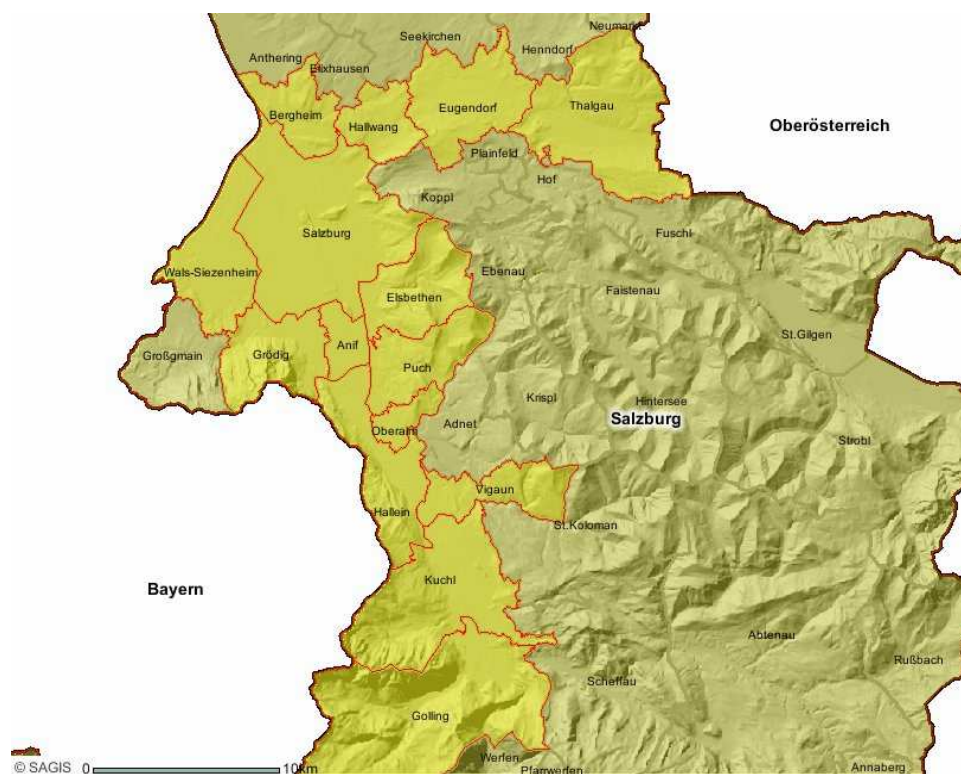 Neumarkt
Seekirchen
Henndorf
Anthering
Elixhausen
Thalgau
Eugendorf
Bergheim
Hallwang
Oberösterreich
Plainfeld
Hof
Koppl
Salzburg
Fuschl
Wals-Siezenheim
Ebenau
Faistenau
Elsbethen
St.Gilgen
Großgmain
Grödig
Anif
Puch
Krispl
Hintersee
Salzburg
Adnet
Oberalm
Strobl
Vigaun
Hallein
St.Koloman
Kuchl
Bayern
Abtenau
Rußbach
Scheffau
Golling
Werfen
© SAGIS 0 10km
Pfarrwerfen
Annaberg